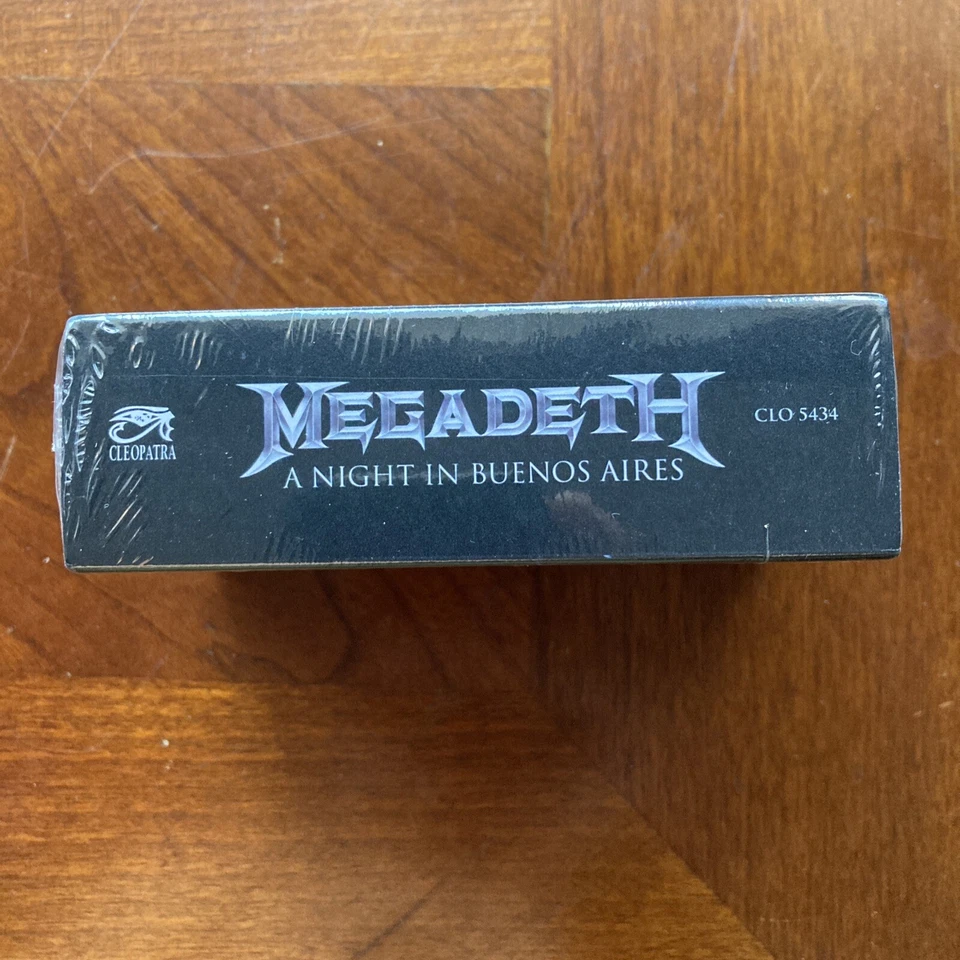 CLEOPATRA
MEGADETH
A NIGHT IN BUENOS AIRES
CLO 5434